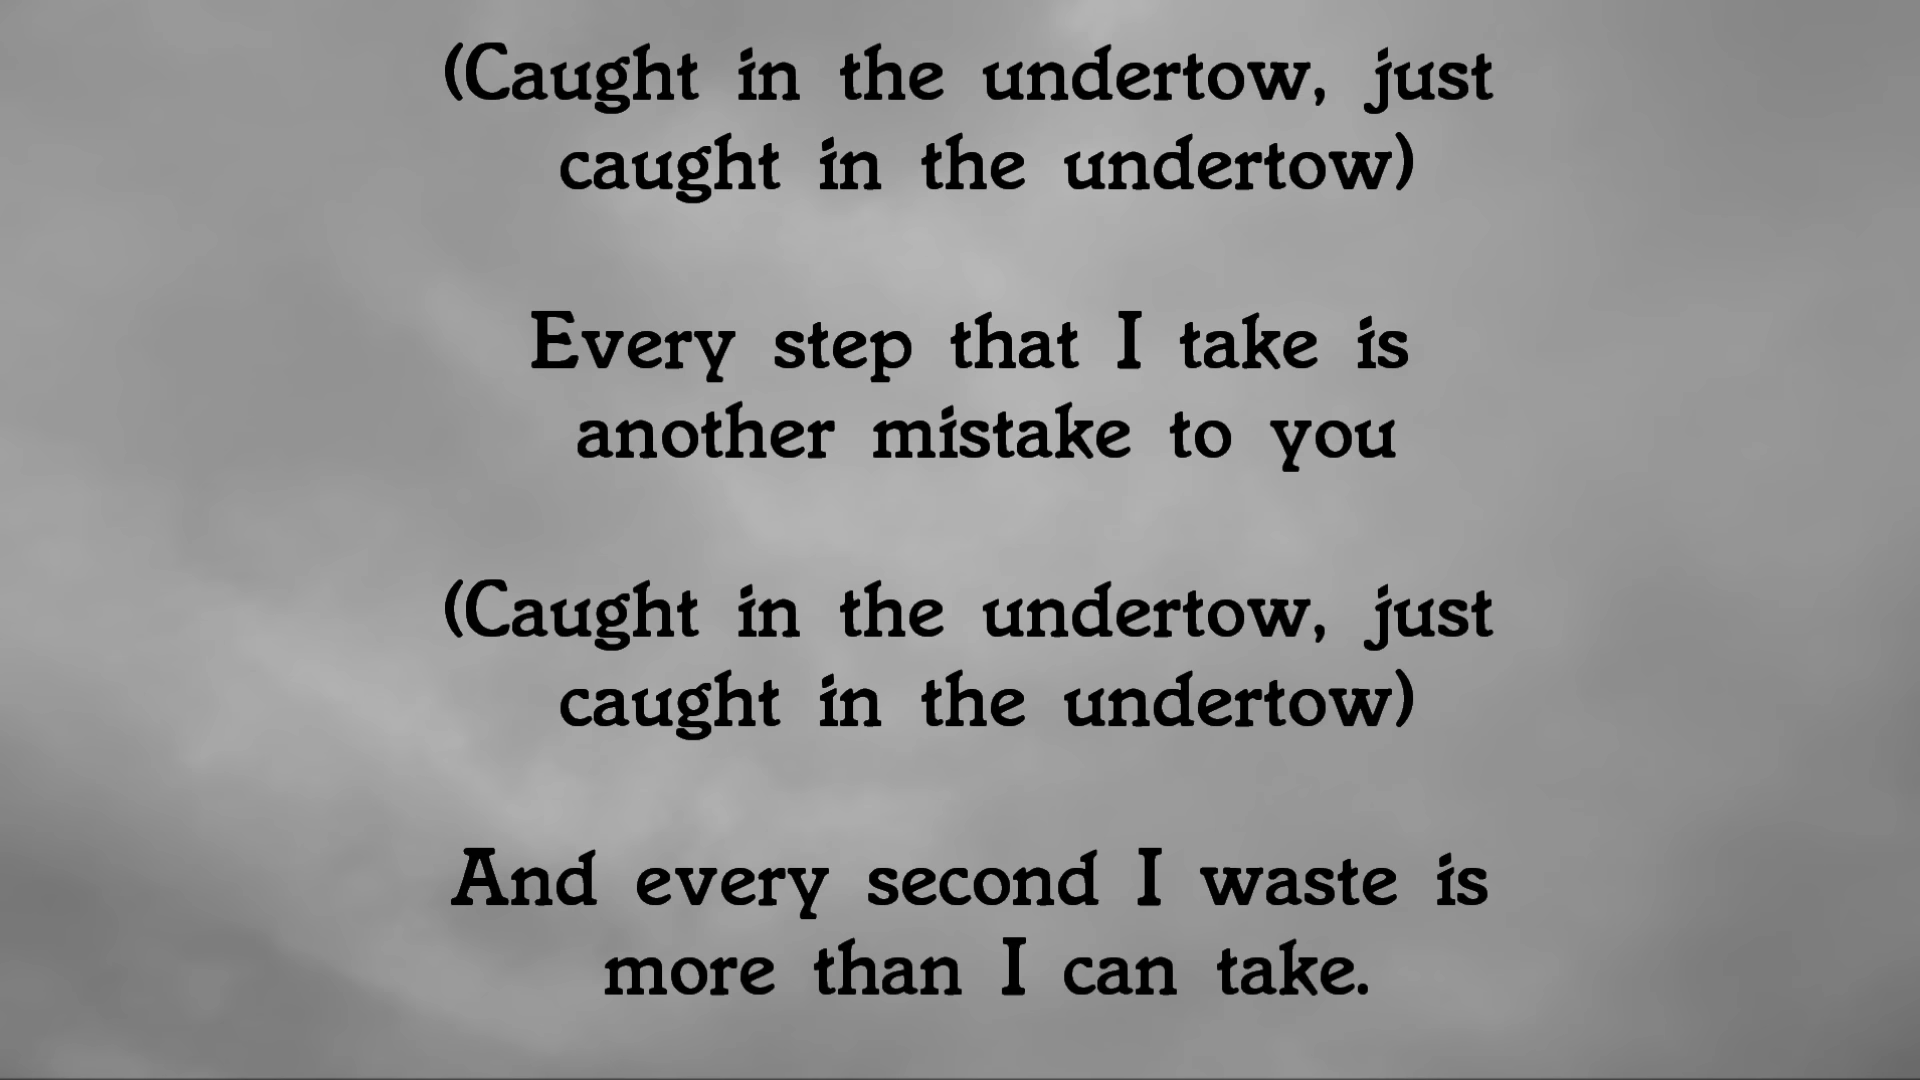 (Caught in the undertow, just
caught in the undertow)
Every step that I take is
another mistake to you
(Caught in the undertow, just
caught in the undertow)
And every second I waste is
more than I can take.